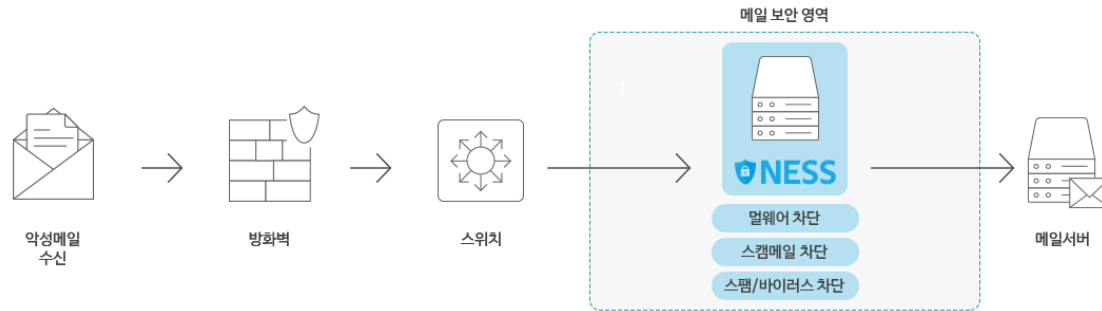 메일 보안 영역
NESS
멀웨어 차단
스캠메일 차단
스팸/바이러스 차단
악성메일
수신
방화벽
스위치
메일서버